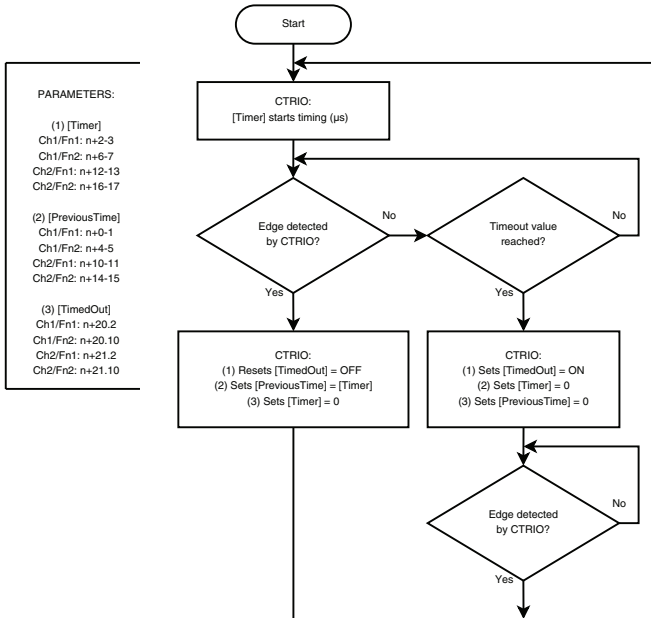 Start
PARAMETERS:
(1) [Timer]
Ch1/Fn1: n+2-3
Ch1/Fn2: n+6-7
Ch2/Fn1: n+12-13
Ch2/Fn2: n+16-17
(2) [PreviousTime]
Ch1/Fn1: n+0-1
Ch1/Fn2: n+4-5
Ch2/Fn1: n+10-11
Ch2/Fn2: n+14-15
(3) [TimedOut]
Ch1/Fn1: n+20.2
Ch1/Fn2: n+20.10
Ch2/Fn1: n+21.2
Ch2/Fn2: n+21.10
CTRIO:
[Timer] starts timing (µs)
Edge detected
by CTRIO?
No
Yes
Timeout value
reached?
No
Yes
CTRIO:
(1) Resets [TimedOut] = OFF
(2) Sets [PreviousTime] = [Timer]
(3) Sets [Timer] = 0
CTRIO:
(1) Sets [TimedOut] = ON
(2) Sets [Timer] = 0
(3) Sets [PreviousTime] = 0
Edge detected
by CTRIO?
No
Yes